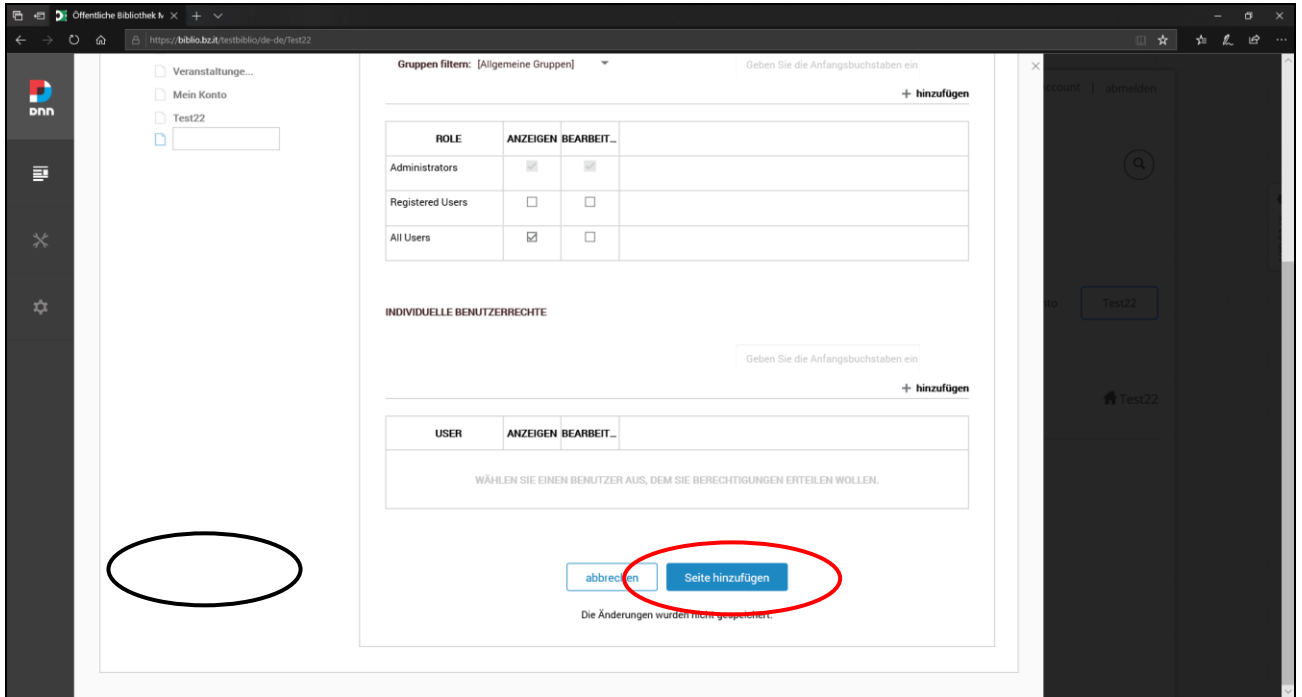 Öffentliche Bibliothek M
https://biblio.bz.it/testbiblio/de-de/Test22
Veranstaltunge...
Gruppen filtern: [Allgemeine Gruppen]
Geben Sie die Anfangsbuchstaben ein
ccount | abmelden
Mein Konto
+ hinzufügen
DNN
Test22
ROLE ANZEIGEN BEARBEIT...
Administrators
Registered Users
All Users
nto
Test22
INDIVIDUELLE BENUTZERRECHTE
Geben Sie die Anfangsbuchstaben ein
+ hinzufügen
Test22
USER ANZEIGEN BEARBEIT...
WÄHLEN SIE EINEN BENUTZER AUS, DEM SIE BERECHTIGUNGEN ERTEILEN WOLLEN.
abbrechen
Seite hinzufügen
Die Änderungen wurden nicht gespeichert.